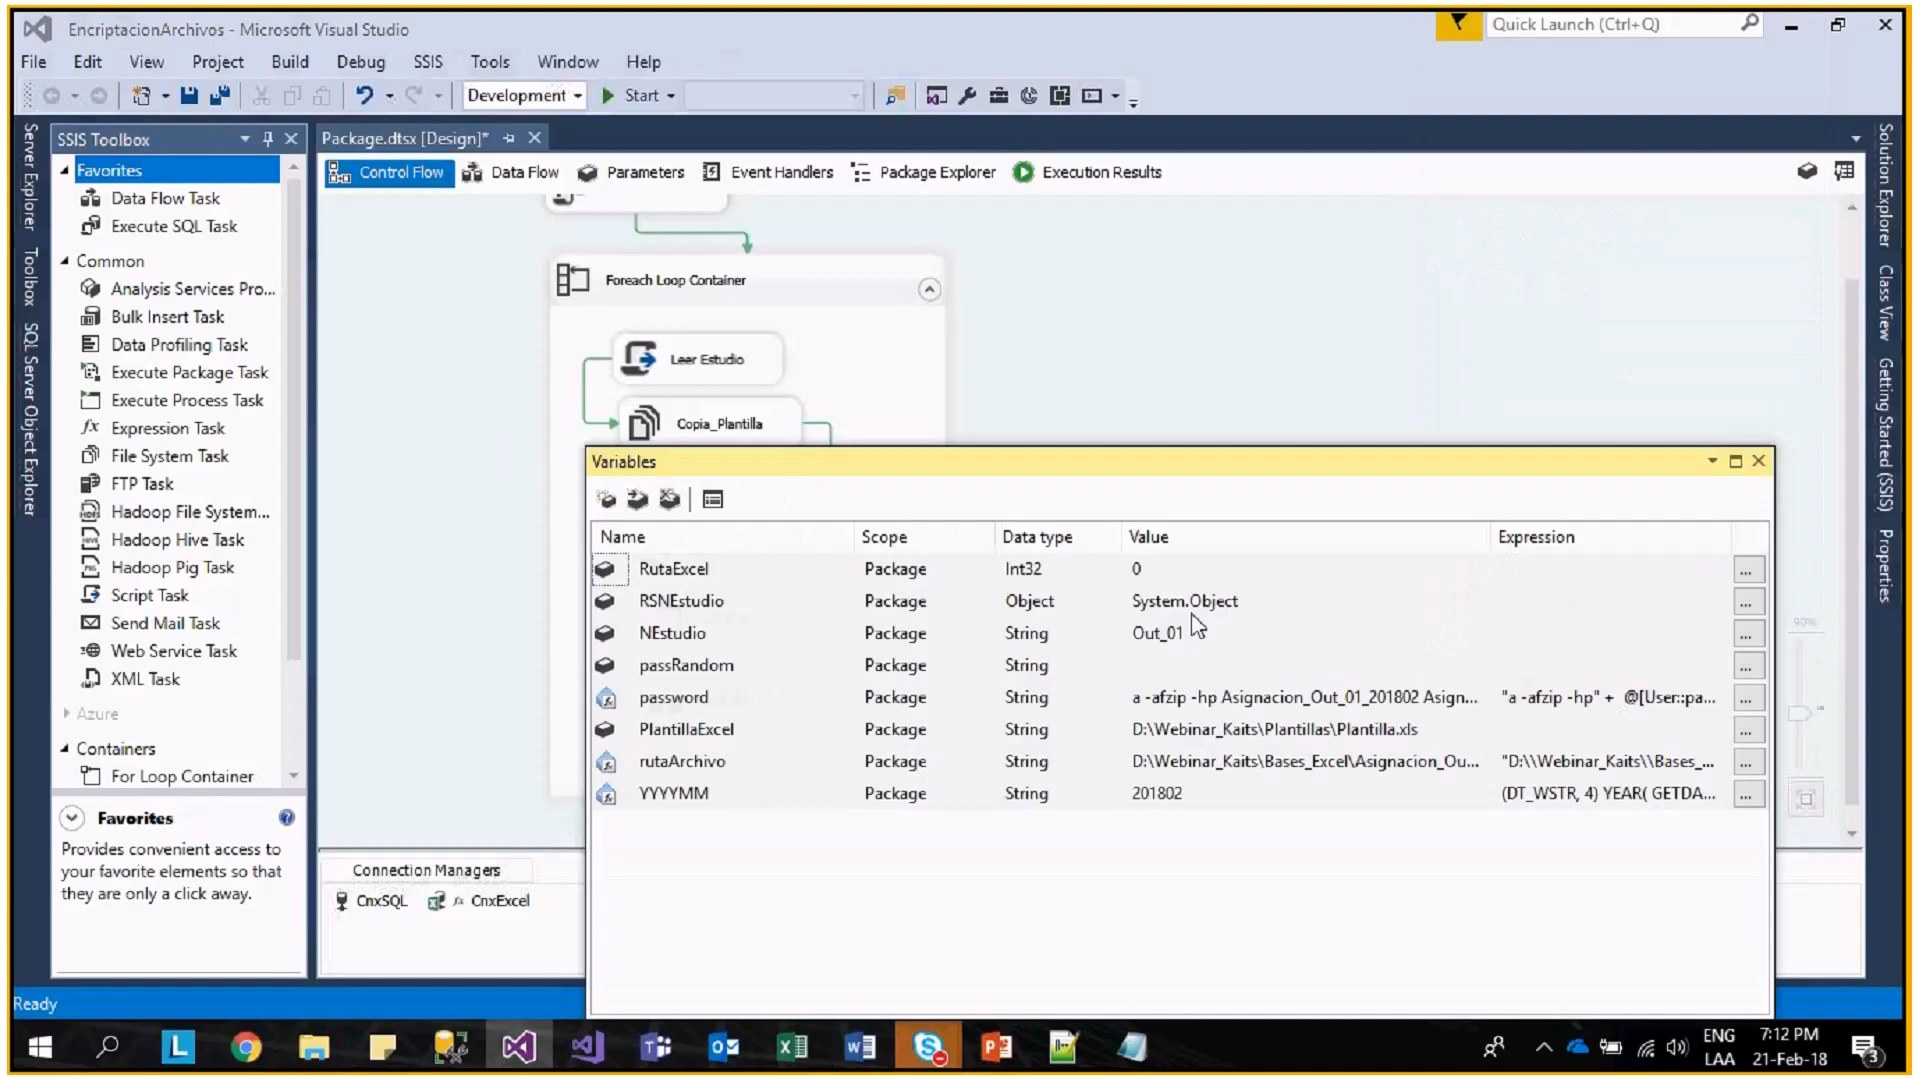 EncriptacionArchivos - Microsoft Visual Studio
Quick Launch (Ctrl+Q)
File Edit View Project Build Debug SSIS Tools Window Help
Development Start
SSIS Toolbox
Package.dtsx [Design]*
Control Flow Data Flow Parameters Event Handlers Package Explorer Execution Results
Server Explorer
Toolbox
SQL Server Object Explorer
Favorites
Data Flow Task
Execute SQL Task
Common
Analysis Services Pro...
Bulk Insert Task
Data Profiling Task
Execute Package Task
Execute Process Task
Expression Task
File System Task
FTP Task
Hadoop File System...
Hadoop Hive Task
Hadoop Pig Task
Script Task
Send Mail Task
Web Service Task
XML Task
Azure
Containers
For Loop Container
Favorites
Provides convenient access to
your favorite elements so that
they are only a click away.
Foreach Loop Container
Leer Estudio
Copia_Plantilla
Variables
Name Scope Data type Value Expression
RutaExcel Package Int32 0 ...
RSNEstudio Package Object System.Object ...
NEstudio Package String Out_01 ...
passRandom Package String ...
password Package String a -afzip -hp Asignacion_Out_01_201802 Asign... "a -afzip -hp" + @[User::pa... ...
PlantillaExcel Package String D:\Webinar_Kaits\Plantillas\Plantilla.xls ...
rutaArchivo Package String D:\Webinar_Kaits\Bases_Excel\Asignacion_Ou... "D:\\Webinar_Kaits\\Bases_... ...
YYYYMM Package String 201802 (DT_WSTR, 4) YEAR( GETDA... ...
90%
Connection Managers
CnxSQL fx CnxExcel
Solution Explorer
Class View
Getting Started (SSIS)
Properties
Ready
ENG
LAA
7:12 PM
21-Feb-18
3